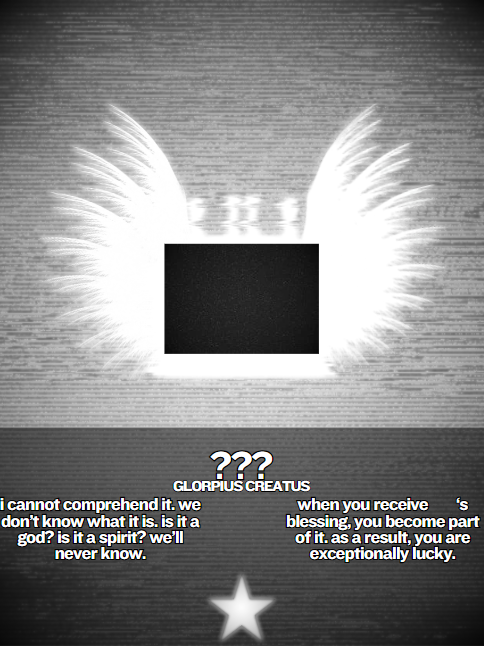 ???
GLORPIUS CREATUS
i cannot comprehend it. we
don't know what it is. is it a
god? is it a spirit? we'll
never know.
when you receive ‘s
blessing, you become part
of it. as a result, you are
exceptionally lucky.